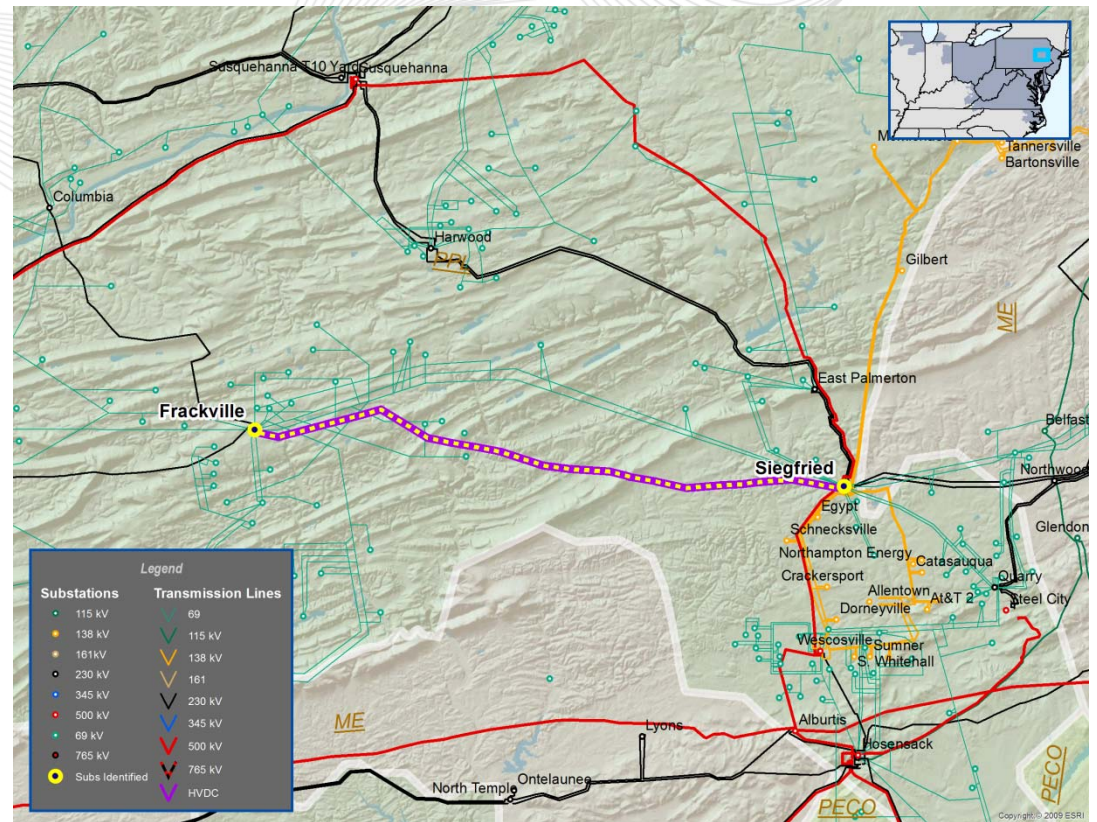 Susquehanna T10 Yard
Susquehanna
Tannersville
Bartonsville
Columbia
Harwood
PPL
Gilbert
ME
East Palmerton
Frackville
Belfast
Siegfried
Northwood
Egypt
Schnecksville
Glendon
Northampton Energy
Catasauqua
Crackersport
Quarry
Allentown
At&T 2
Steel City
Dorneyville
Wescosville
Sumner
S. Whitehall
ME
Lyons
Alburtis
Hosensack
North Temple
Ontelaunee
PECO
PECO
Legend
Substations
115 kV
138 kV
161kV
230 kV
345 kV
500 kV
69 kV
765 kV
Subs Identified
Transmission Lines
69
115 kV
138 kV
161
230 kV
345 kV
500 kV
765 kV
HVDC
Copyright:© 2009 ESRI